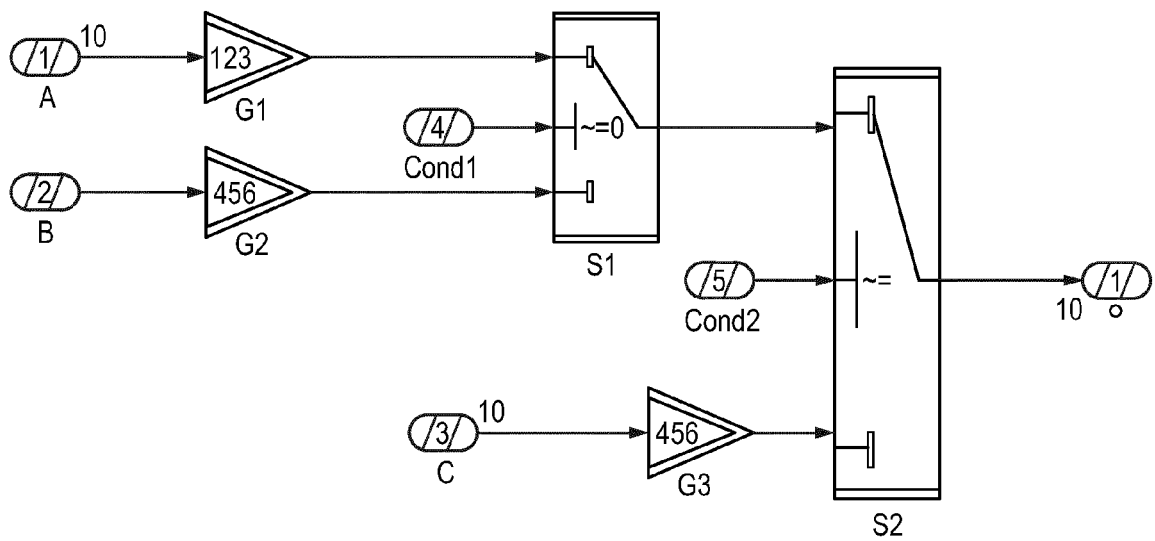 10
/1/
A
123
G1
/4/
Cond1
~=0
/2/
B
456
G2
S1
/5/
Cond2
~=
/1/
10
o
10
/3/
C
456
G3
S2